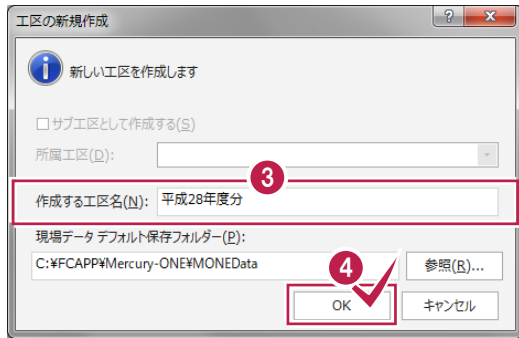 工区の新規作成
?
新しい工区を作成します
サブ工区として作成する(S)
所属工区(D):
3
作成する工区名(N): 平成28年度分
現場データ デフォルト保存フォルダー(P):
C:¥FCAPP¥Mercury-ONE¥MONEData 参照(R)...
4
OK キャンセル